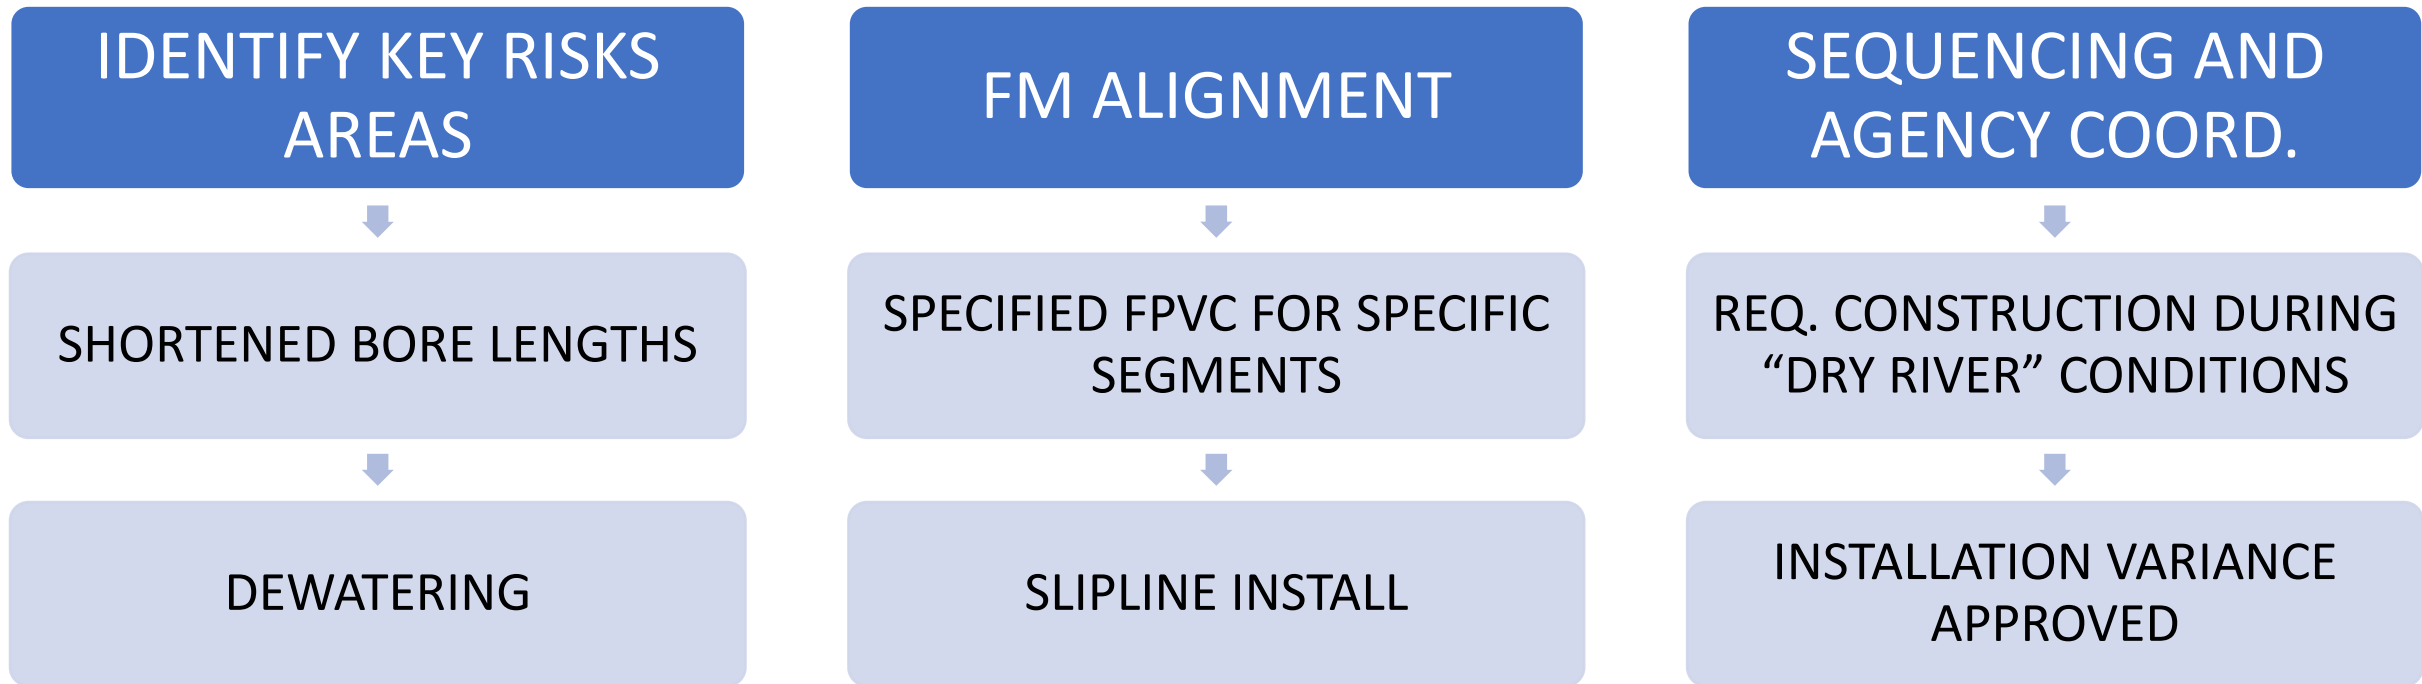 IDENTIFY KEY RISKS
AREAS
SHORTENED BORE LENGTHS
DEWATERING
FM ALIGNMENT
SPECIFIED FPVC FOR SPECIFIC
SEGMENTS
SLIPLINE INSTALL
SEQUENCING AND
AGENCY COORD.
REQ. CONSTRUCTION DURING
“DRY RIVER” CONDITIONS
INSTALLATION VARIANCE
APPROVED